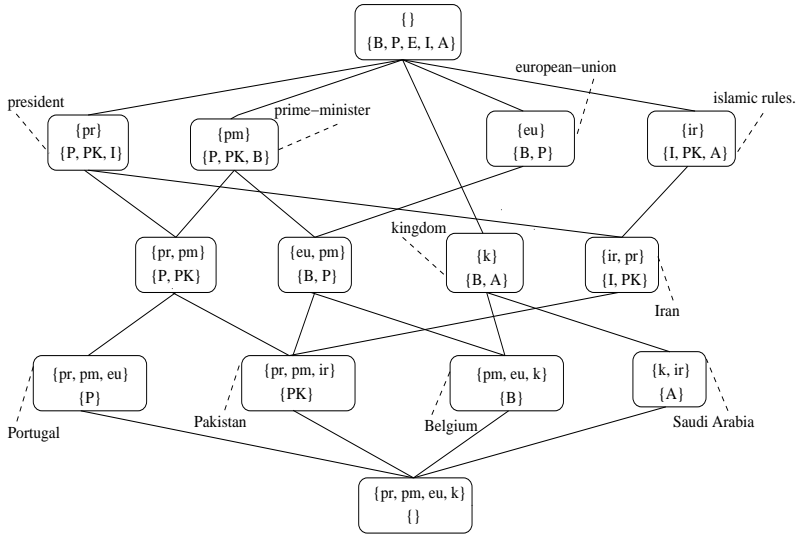 {}
{B, P, E, I, A}
european−union
president
prime−minister
islamic rules.
{pr}
{P, PK, I}
{pm}
{P, PK, B}
{eu}
{B, P}
{ir}
{I, PK, A}
kingdom
{pr, pm}
{P, PK}
{eu, pm}
{B, P}
{k}
{B, A}
{ir, pr}
{I, PK}
Iran
{pr, pm, eu}
{P}
{pr, pm, ir}
{PK}
{pm, eu, k}
{B}
{k, ir}
{A}
Portugal
Pakistan
Belgium
Saudi Arabia
{pr, pm, eu, k}
{}